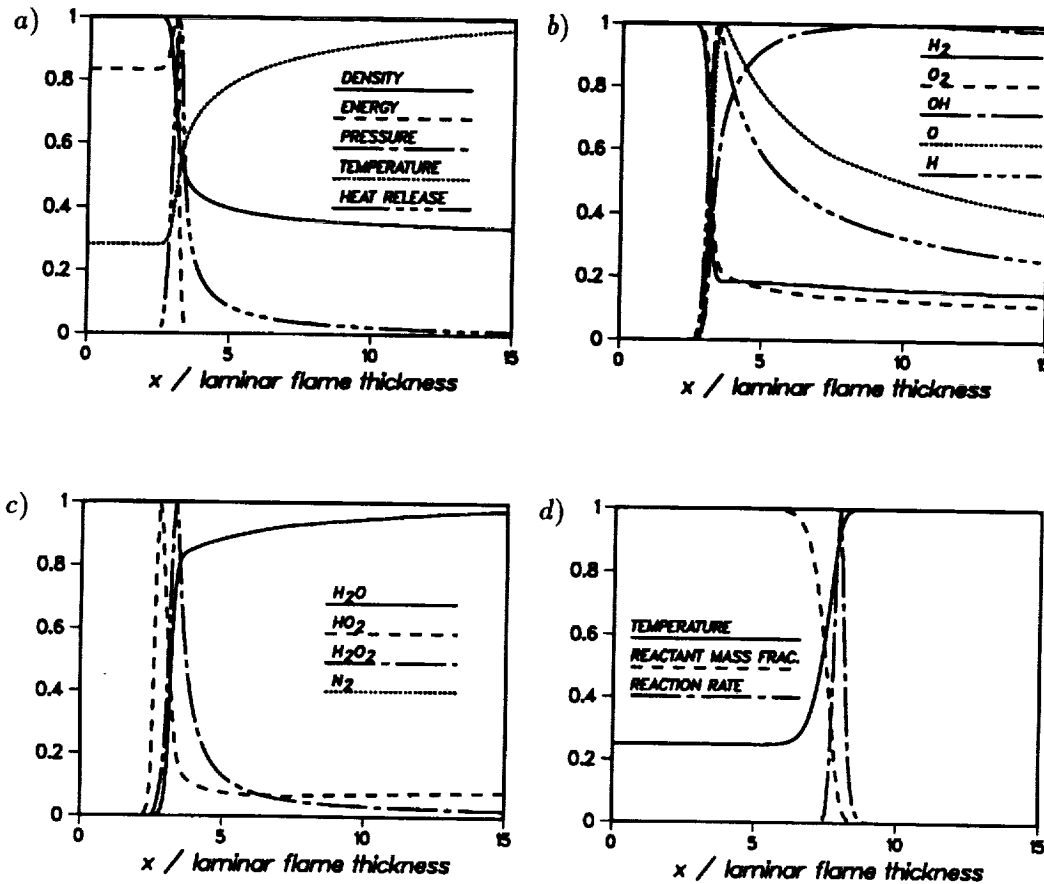 a)
1
0.8
0.6
0.4
0.2
0
DENSITY
ENERGY
PRESSURE
TEMPERATURE
HEAT RELEASE
0 5 10 15
x / laminar flame thickness
b)
1
0.8
0.6
0.4
0.2
0
H2
O2
OH
O
H
0 5 10 15
x / laminar flame thickness
c)
1
0.8
0.6
0.4
0.2
0
H2O
HO2
H2O2
N2
0 5 10 15
x / laminar flame thickness
d)
1
0.8
0.6
0.4
0.2
0
TEMPERATURE
REACTANT MASS FRAC.
REACTION RATE
0 5 10 15
x / laminar flame thickness